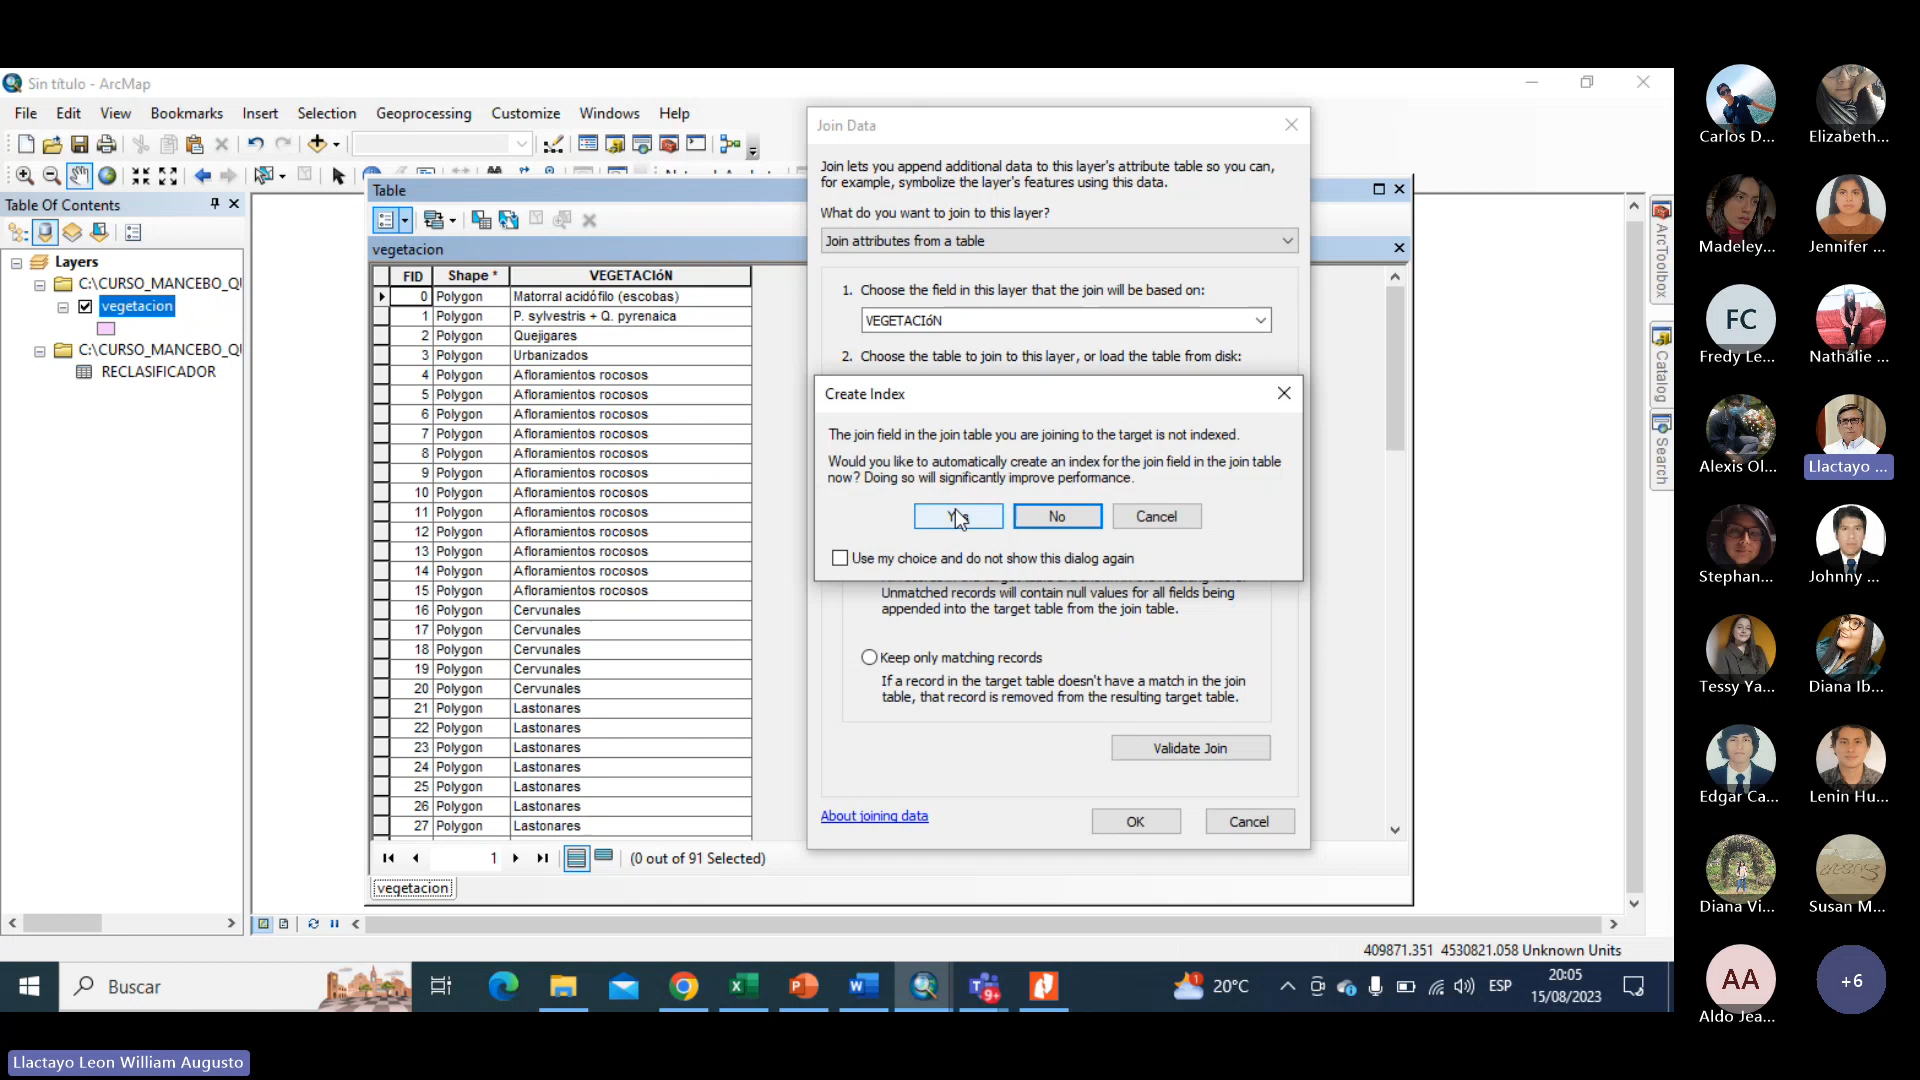 Sin título - ArcMap
File Edit View Bookmarks Insert Selection Geoprocessing Customize Windows Help
Table Of Contents
Layers
C:\CURSO_MANCEBO_QU
vegetacion
C:\CURSO_MANCEBO_QU
RECLASIFICADOR
Table
vegetacion
FID Shape * VEGETACIóN
0 Polygon Matorral acidófilo (escobas)
1 Polygon P. sylvestris + Q. pyrenaica
2 Polygon Quejigares
3 Polygon Urbanizados
4 Polygon Afloramientos rocosos
5 Polygon Afloramientos rocosos
6 Polygon Afloramientos rocosos
7 Polygon Afloramientos rocosos
8 Polygon Afloramientos rocosos
9 Polygon Afloramientos rocosos
10 Polygon Afloramientos rocosos
11 Polygon Afloramientos rocosos
12 Polygon Afloramientos rocosos
13 Polygon Afloramientos rocosos
14 Polygon Afloramientos rocosos
15 Polygon Afloramientos rocosos
16 Polygon Cervunales
17 Polygon Cervunales
18 Polygon Cervunales
19 Polygon Cervunales
20 Polygon Cervunales
21 Polygon Lastonares
22 Polygon Lastonares
23 Polygon Lastonares
24 Polygon Lastonares
25 Polygon Lastonares
26 Polygon Lastonares
27 Polygon Lastonares
1 (0 out of 91 Selected)
vegetacion
Join Data
Join lets you append additional data to this layer's attribute table so you can,
for example, symbolize the layer's features using this data.
What do you want to join to this layer?
Join attributes from a table
1. Choose the field in this layer that the join will be based on:
VEGETACIóN
2. Choose the table to join to this layer, or load the table from disk:
Create Index
The join field in the join table you are joining to the target is not indexed.
Would you like to automatically create an index for the join field in the join table
now? Doing so will significantly improve performance.
Yes No Cancel
Use my choice and do not show this dialog again
Unmatched records will contain null values for all fields being
appended into the target table from the join table.
Keep only matching records
If a record in the target table doesn't have a match in the join
table, that record is removed from the resulting target table.
Validate Join
About joining data
OK Cancel
ArcToolbox
Catalog
Search
409871.351 4530821.058 Unknown Units
Buscar
9+
1
20°C
ESP
20:05
15/08/2023
Carlos D...
Elizabeth...
Madeley...
Jennifer ...
FC
Fredy Le...
Nathalie ...
Alexis Ol...
Llactayo ...
Stephan...
Johnny ...
Tessy Ya...
Diana Ib...
Edgar Ca...
Lenin Hu...
Diana Vi...
Susan M...
AA
Aldo Jea...
+6
Llactayo Leon William Augusto